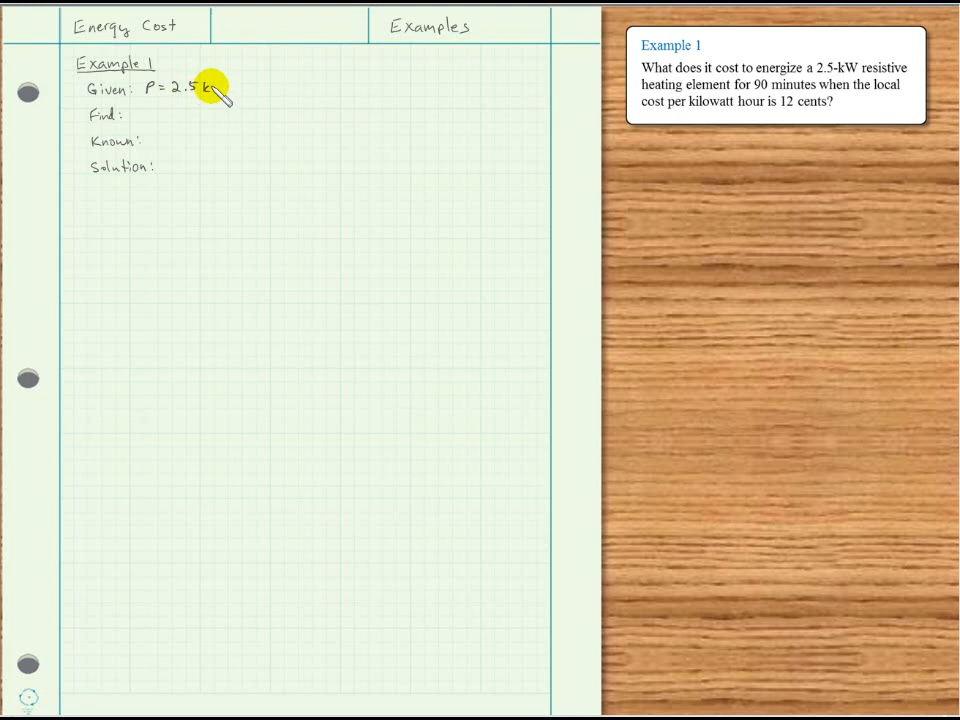 Energy Cost
Examples
Example 1
Given: P = 2.5 k
Find:
Known:
Solution:
Example 1
What does it cost to energize a 2.5-kW resistive
heating element for 90 minutes when the local
cost per kilowatt hour is 12 cents?